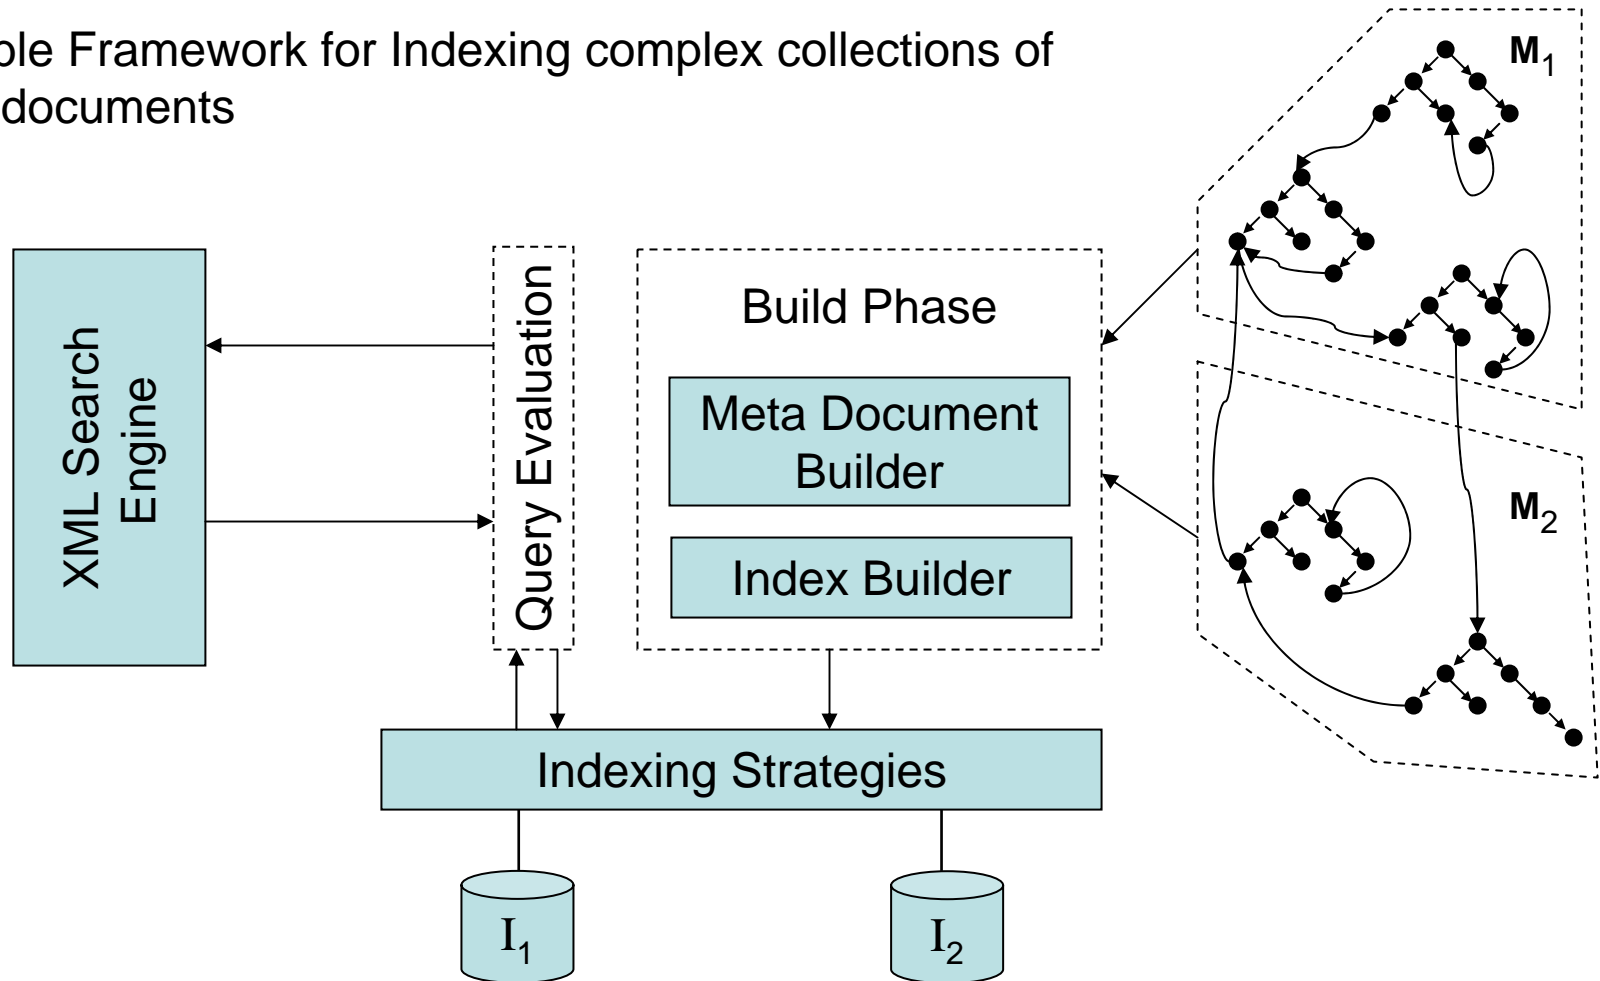 Framework for Indexing complex collections of
documents
M1
Build Phase
XML Search
Engine
Query Evaluation
Meta Document
Builder
Index Builder
M2
Indexing Strategies
I1
I2